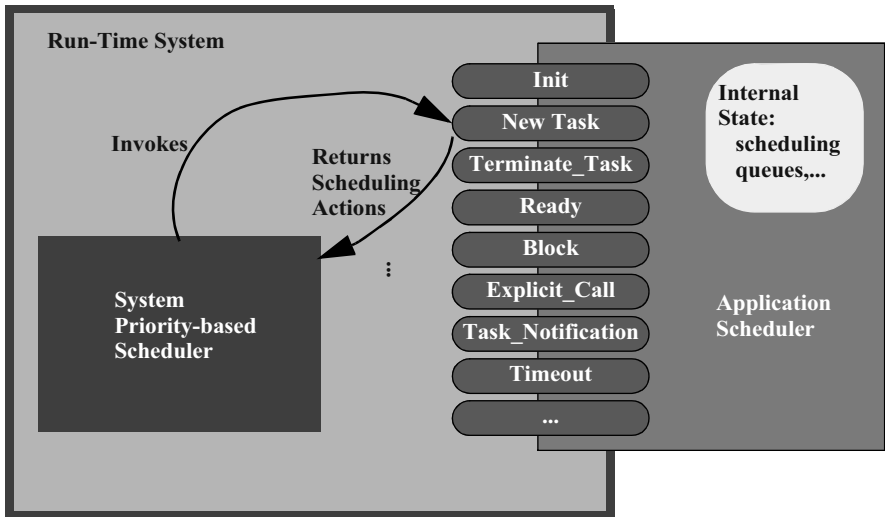 Run-Time System
Invokes
Returns
Scheduling
Actions
...
System
Priority-based
Scheduler
Init
New Task
Terminate_Task
Ready
Block
Explicit_Call
Task_Notification
Timeout
...
Internal
State:
scheduling
queues,...
Application
Scheduler